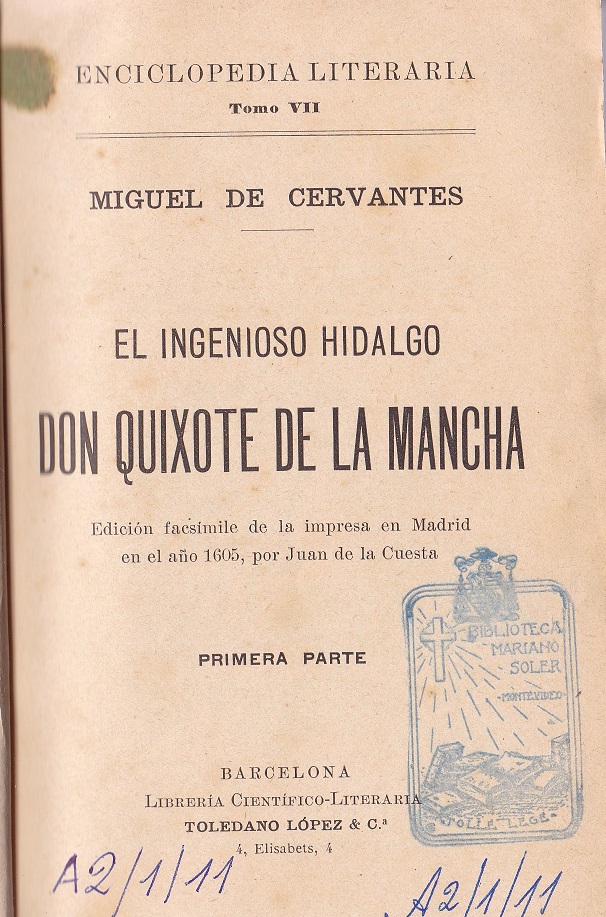 ENCICLOPEDIA LITERARIA
Tomo VII
MIGUEL DE CERVANTES
EL INGENIOSO HIDALGO
DON QUIXOTE DE LA MANCHA
Edición facsímile de la impresa en Madrid
en el año 1605, por Juan de la Cuesta
PRIMERA PARTE
BIBLIOTECA
MARIANO
SOLER
-MONTEVIDEO-
BARCELONA
LIBRERÍA CIENTÍFICO-LITERARIA
TOLEDANO LÓPEZ & C.ª
4, Elisabets, 4
TOLLE LEGE
A2/1/11
A2/1/11